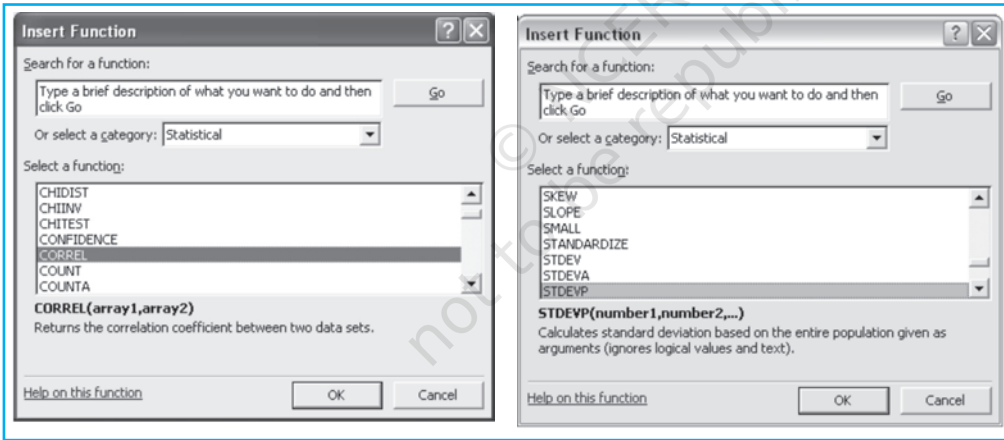 Insert Function
Search for a function:
Type a brief description of what you want to do and then
click Go
Go
Or select a category: Statistical
Select a function:
CHIDIST
CHIINV
CHITEST
CONFIDENCE
CORREL
COUNT
COUNTA
CORREL(array1,array2)
Returns the correlation coefficient between two data sets.
Help on this function
OK
Cancel
Insert Function
Search for a function:
Type a brief description of what you want to do and then
click Go
Go
Or select a category: Statistical
Select a function:
SKEW
SLOPE
SMALL
STANDARDIZE
STDEV
STDEVA
STDEVP
STDEVP(number1,number2,...)
Calculates standard deviation based on the entire population given as
arguments (ignores logical values and text).
Help on this function
OK
Cancel
not to be republi